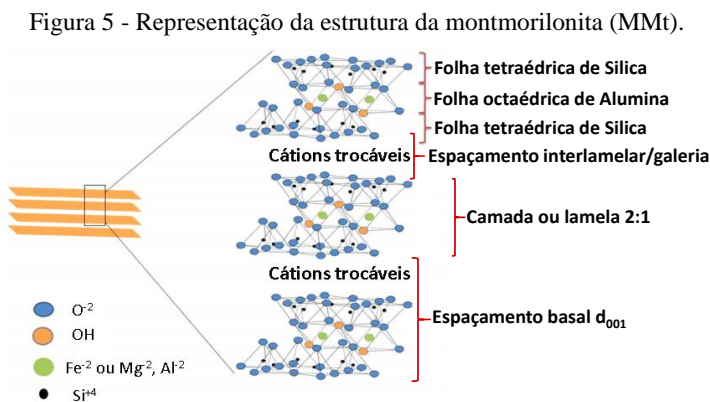 Figura 5 - Representação da estrutura da montmorilonita (MMt).
Folha tetraédrica de Silica
Folha octaédrica de Alumina
Folha tetraédrica de Silica
Cátions trocáveis
Espaçamento interlamelar/galeria
Camada ou lamela 2:1
Cátions trocáveis
Espaçamento basal d₀₀₁
O⁻²
OH
Fe⁻² ou Mg⁻², Al⁻²
Si⁺⁴